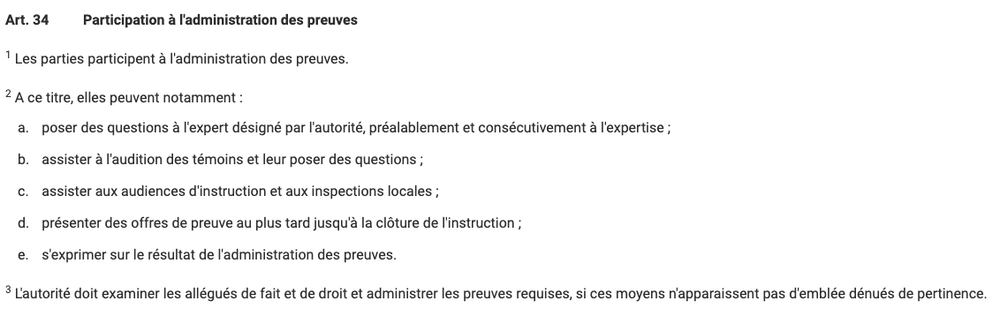 Art. 34 Participation à l'administration des preuves
1 Les parties participent à l'administration des preuves.
2 A ce titre, elles peuvent notamment :
a. poser des questions à l'expert désigné par l'autorité, préalablement et consécutivement à l'expertise ;
b. assister à l'audition des témoins et leur poser des questions ;
c. assister aux audiences d'instruction et aux inspections locales ;
d. présenter des offres de preuve au plus tard jusqu'à la clôture de l'instruction ;
e. s'exprimer sur le résultat de l'administration des preuves.
3 L'autorité doit examiner les allégués de fait et de droit et administrer les preuves requises, si ces moyens n'apparaissent pas d'emblée dénués de pertinence.